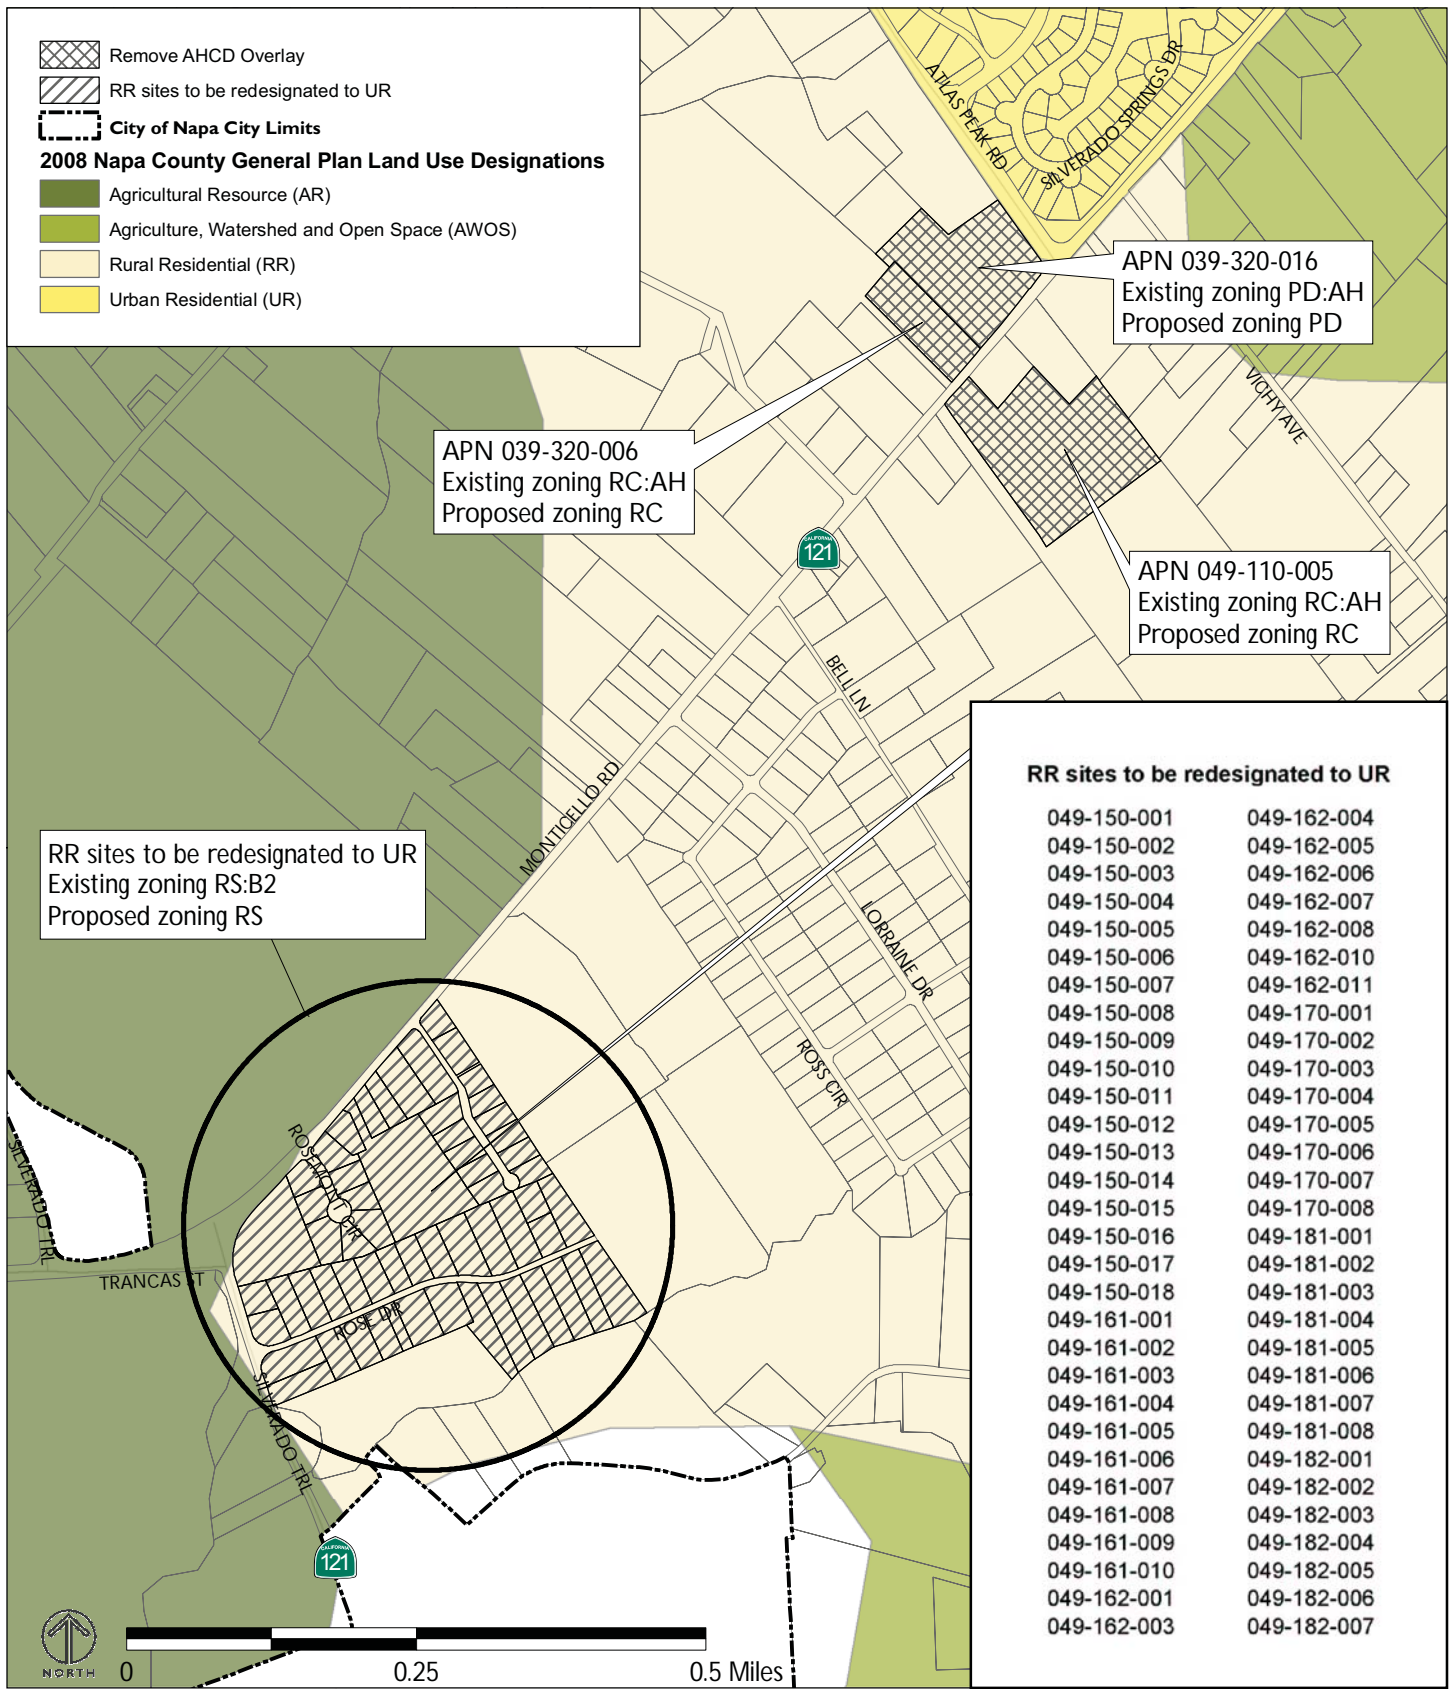 Remove AHCD Overlay
RR sites to be redesignated to UR
City of Napa City Limits
2008 Napa County General Plan Land Use Designations
Agricultural Resource (AR)
Agriculture, Watershed and Open Space (AWOS)
Rural Residential (RR)
Urban Residential (UR)
ATLAS PEAK RD
SILVERADO SPRINGS DR
APN 039-320-016
Existing zoning PD:AH
Proposed zoning PD
VICHY AVE
APN 039-320-006
Existing zoning RC:AH
Proposed zoning RC
CALIFORNIA
121
APN 049-110-005
Existing zoning RC:AH
Proposed zoning RC
BELL LN
MONTICELLO RD
RR sites to be redesignated to UR
Existing zoning RS:B2
Proposed zoning RS
LORRAINE DR
ROSS CIR
ROSEMONT CIR
SILVERADO TRL
TRANCAS ST
ROSE DR
SILVERADO TRL
CALIFORNIA
121
NORTH
0 0.25 0.5 Miles
RR sites to be redesignated to UR
049-150-001 049-162-004
049-150-002 049-162-005
049-150-003 049-162-006
049-150-004 049-162-007
049-150-005 049-162-008
049-150-006 049-162-010
049-150-007 049-162-011
049-150-008 049-170-001
049-150-009 049-170-002
049-150-010 049-170-003
049-150-011 049-170-004
049-150-012 049-170-005
049-150-013 049-170-006
049-150-014 049-170-007
049-150-015 049-170-008
049-150-016 049-181-001
049-150-017 049-181-002
049-150-018 049-181-003
049-161-001 049-181-004
049-161-002 049-181-005
049-161-003 049-181-006
049-161-004 049-181-007
049-161-005 049-181-008
049-161-006 049-182-001
049-161-007 049-182-002
049-161-008 049-182-003
049-161-009 049-182-004
049-161-010 049-182-005
049-162-001 049-182-006
049-162-003 049-182-007